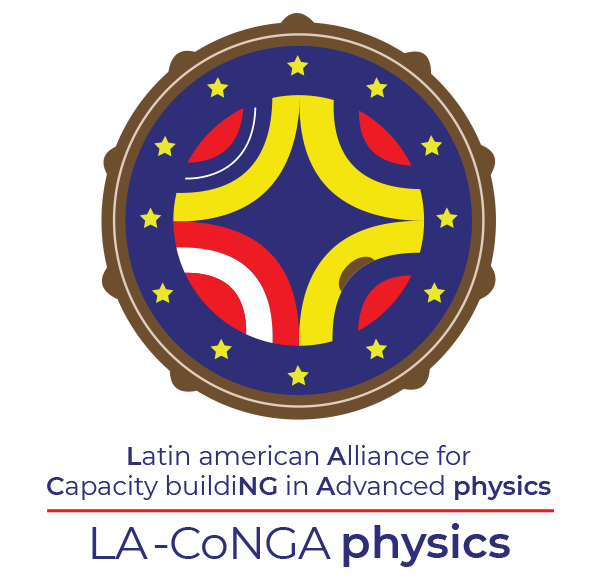 Latin american Alliance for
Capacity buildiNG in Advanced physics
LA-CoNGA physics